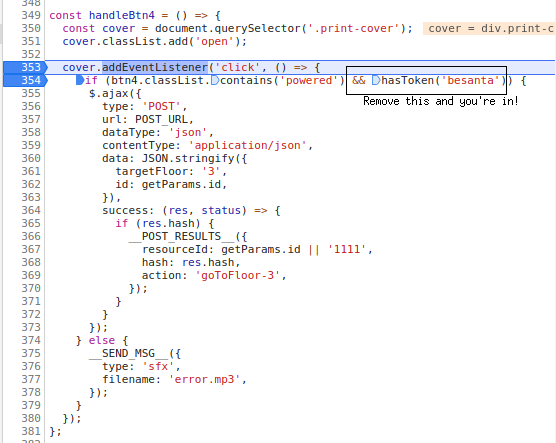 348
349 const handleBtn4 = () => {
350 const cover = document.querySelector('.print-cover'); cover = div.print-c
351 cover.classList.add('open');
352
353 cover.addEventListener('click', () => {
354 if (btn4.classList.contains('powered') && hasToken('besanta')) {
Remove this and you're in!
355 $.ajax({
356 type: 'POST',
357 url: POST_URL,
358 dataType: 'json',
359 contentType: 'application/json',
360 data: JSON.stringify({
361 targetFloor: '3',
362 id: getParams.id,
363 }),
364 success: (res, status) => {
365 if (res.hash) {
366 __POST_RESULTS__({
367 resourceId: getParams.id || '1111',
368 hash: res.hash,
369 action: 'goToFloor-3',
370 });
371 }
372 }
373 });
374 } else {
375 __SEND_MSG__({
376 type: 'sfx',
377 filename: 'error.mp3',
378 });
379 }
380 });
381 };